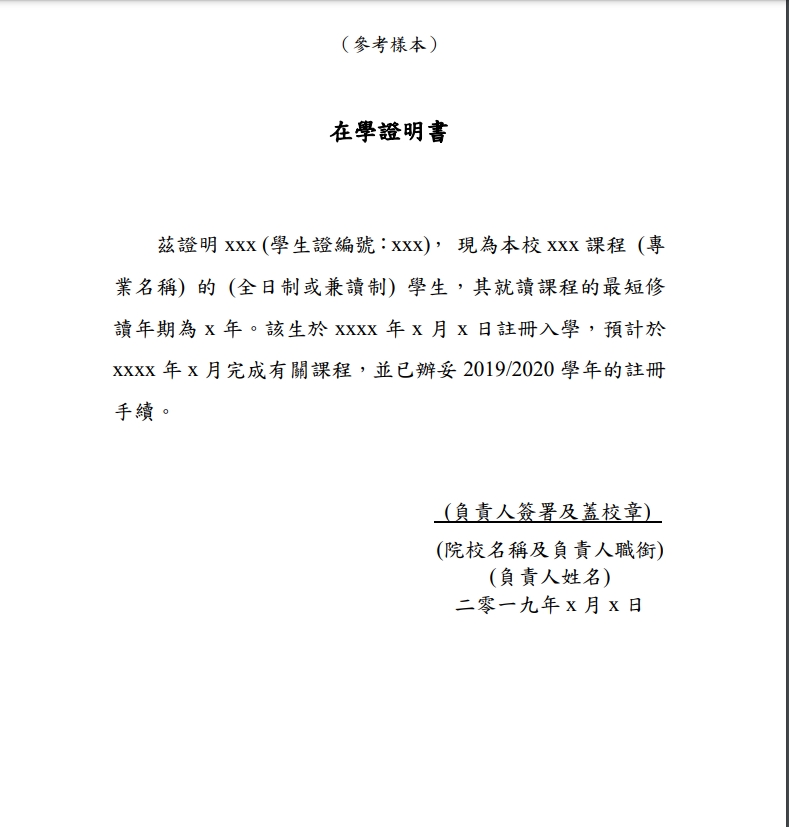 （參考樣本）
在學證明書
茲證明 xxx (學生證編號：xxx)， 現為本校 xxx 課程 (專
業名稱) 的 (全日制或兼讀制) 學生，其就讀課程的最短修
讀年期為 x 年。該生於 xxxx 年 x 月 x 日註冊入學，預計於
xxxx 年 x 月完成有關課程，並已辦妥 2019/2020 學年的註冊
手續。
(負責人簽署及蓋校章)
(院校名稱及負責人職銜)
(負責人姓名)
二零一九年 x 月 x 日